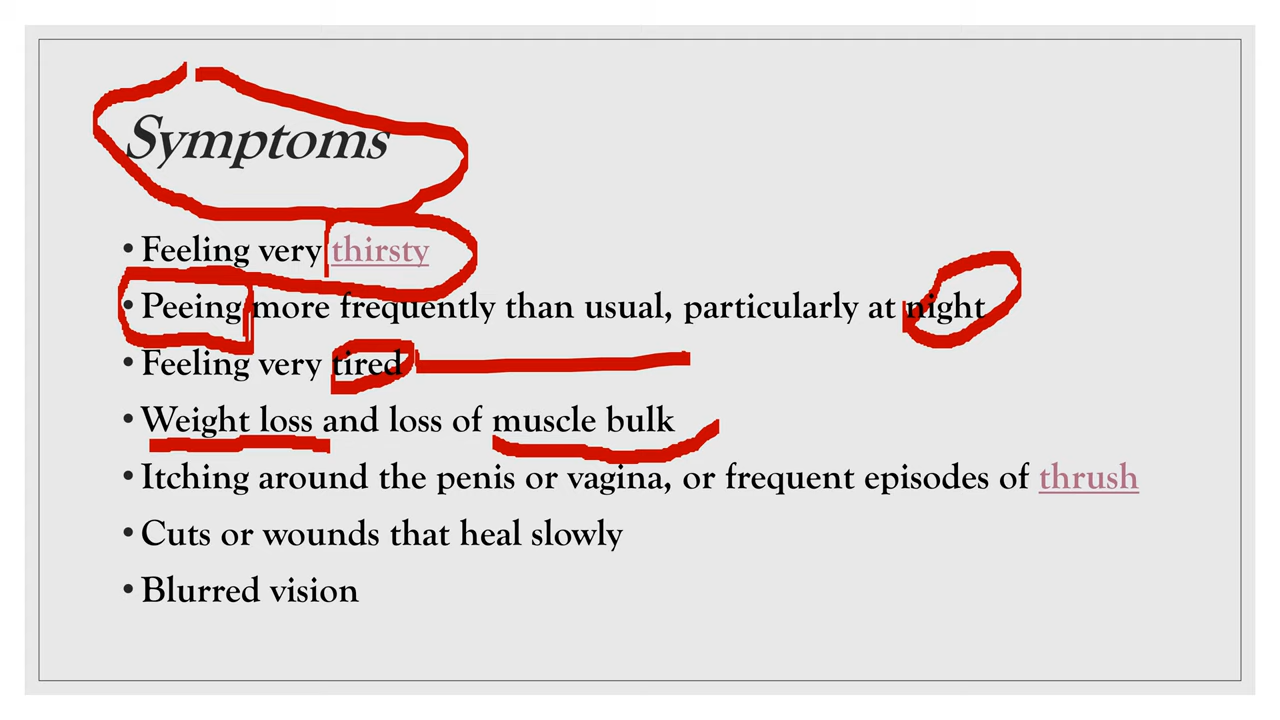 Symptoms
• Feeling very thirsty
• Peeing more frequently than usual, particularly at night
• Feeling very tired
• Weight loss and loss of muscle bulk
• Itching around the penis or vagina, or frequent episodes of thrush
• Cuts or wounds that heal slowly
• Blurred vision